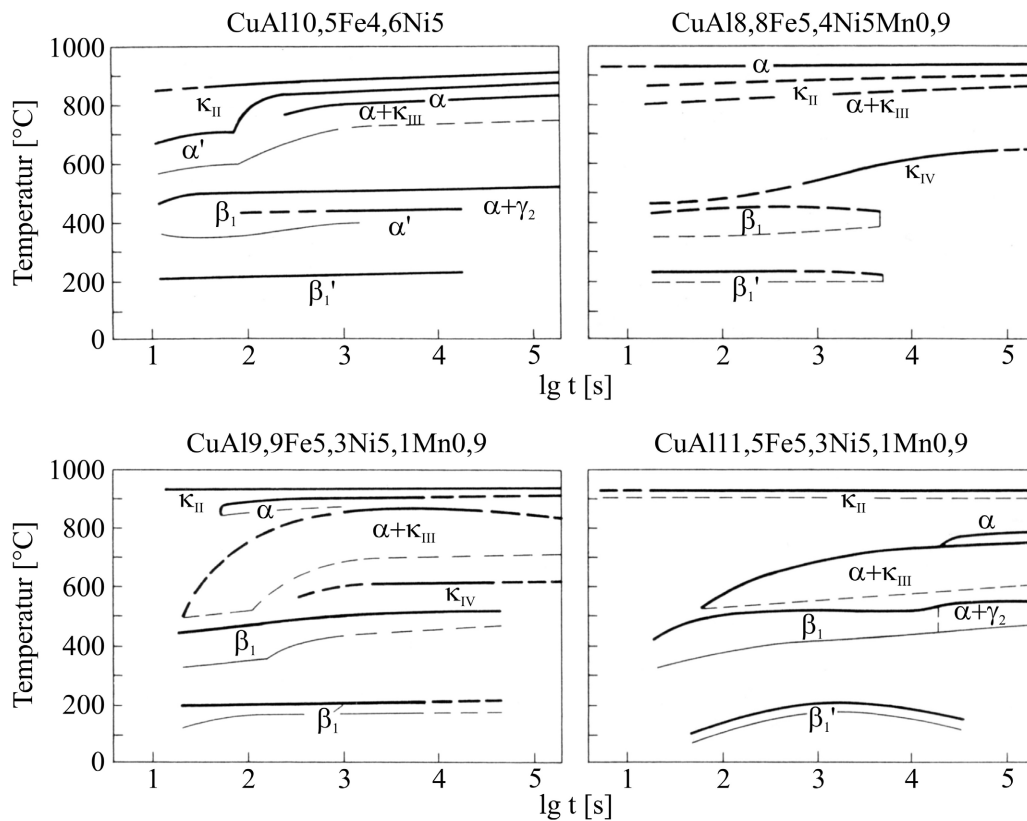 CuAl10,5Fe4,6Ni5
CuAl8,8Fe5,4Ni5Mn0,9
Temperatur [°C]
1000
800
600
400
200
0
κII
α
α+κIII
α'
β1
α+γ2
α'
β1'
1 2 3 4 5
α
κII
α+κIII
κIV
β1
β1'
1 2 3 4 5
lg t [s]
CuAl9,9Fe5,3Ni5,1Mn0,9
CuAl11,5Fe5,3Ni5,1Mn0,9
Temperatur [°C]
1000
800
600
400
200
0
κII
α
α+κIII
κIV
β1
β1
1 2 3 4 5
κII
α
α+κIII
β1
α+γ2
β1'
1 2 3 4 5
lg t [s]